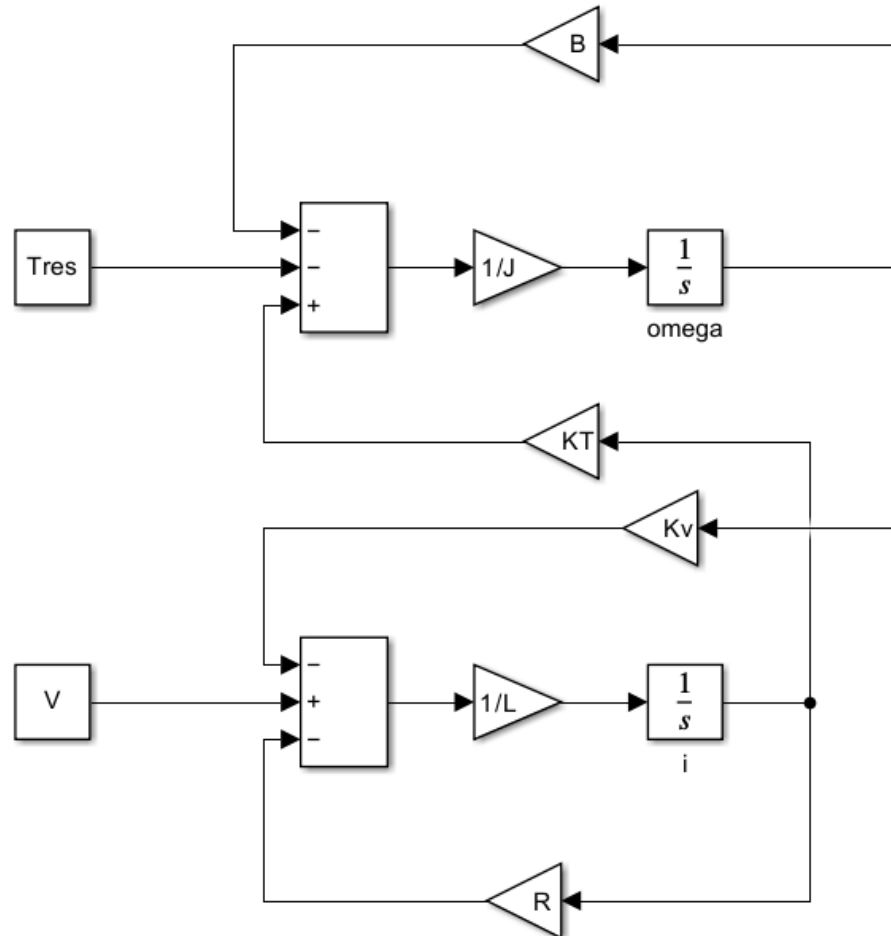 B
−
Tres
−
1/J
1
s
+
omega
KT
Kv
−
V
+
1/L
1
s
−
i
R